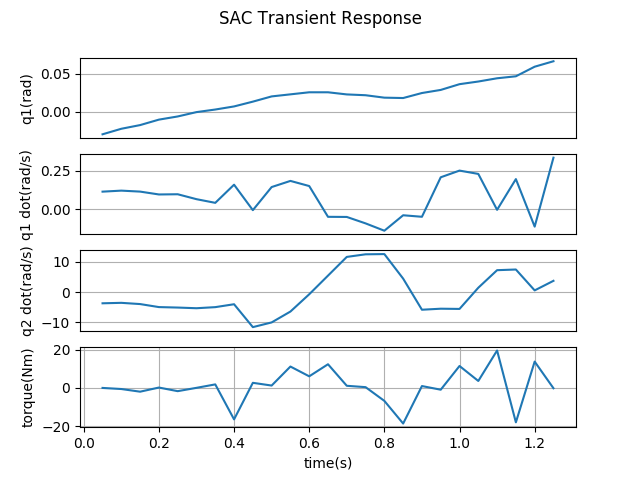 SAC Transient Response
q1(rad)
0.05
0.00
q1 dot(rad/s)
0.25
0.00
q2 dot(rad/s)
10
0
−10
torque(Nm)
20
0
−20
0.0 0.2 0.4 0.6 0.8 1.0 1.2
time(s)